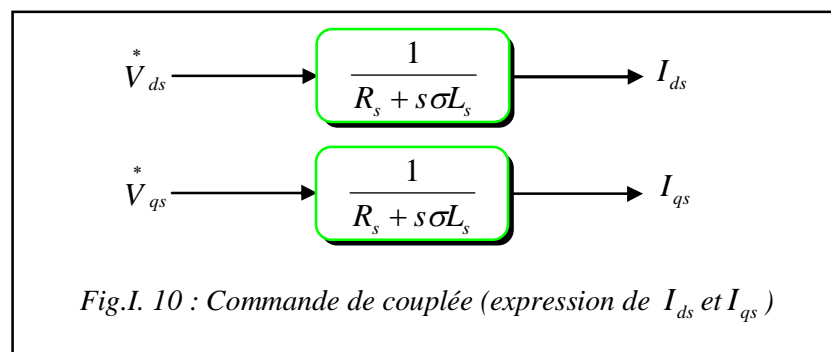 V*ds 1 / (Rs + sσLs) Ids
V*qs 1 / (Rs + sσLs) Iqs
Fig.I. 10 : Commande de couplée (expression de Ids et Iqs )